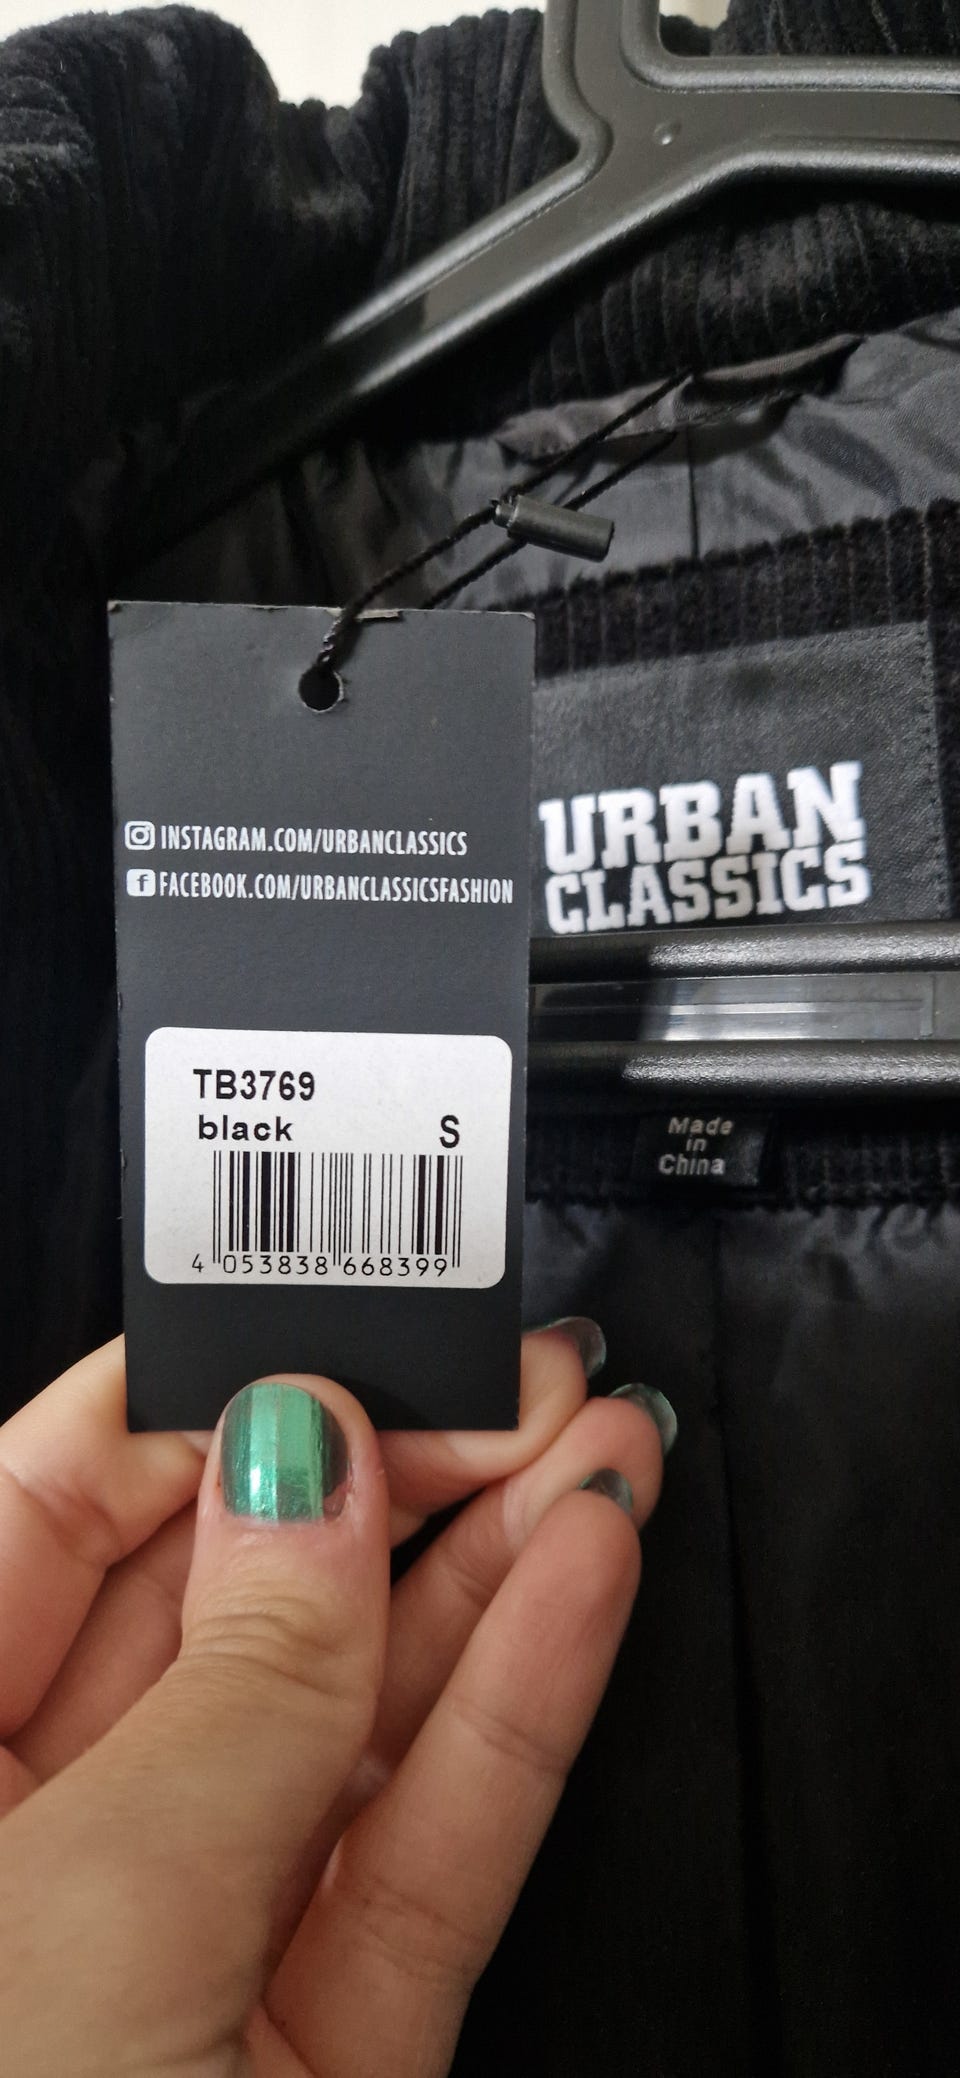 INSTAGRAM.COM/URBANCLASSICS
FACEBOOK.COM/URBANCLASSICSFASHION
TB3769
black S
4 053838 668399
URBAN
CLASSICS
Made
in
China